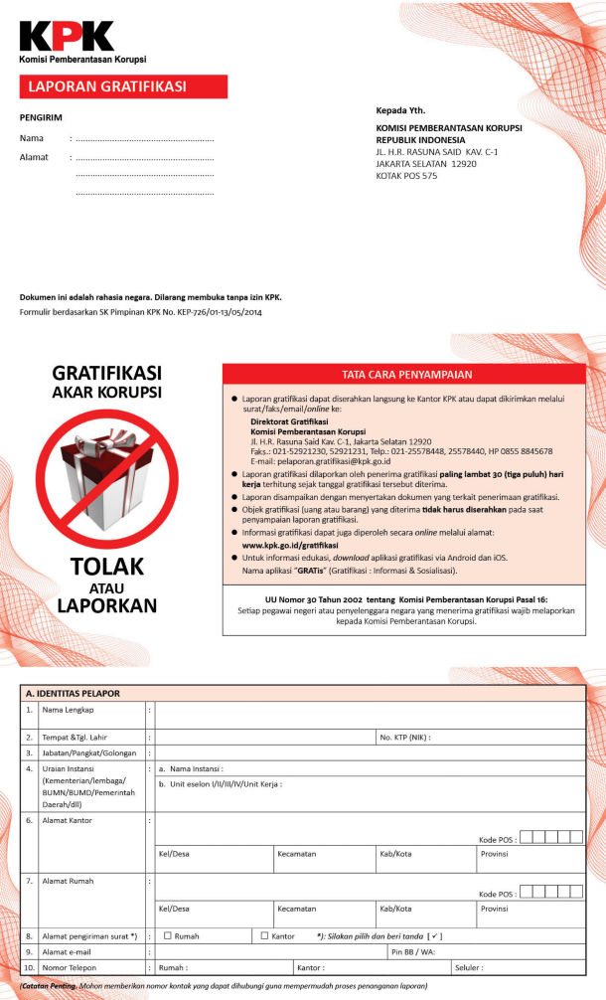 KPK
Komisi Pemberantasan Korupsi
LAPORAN GRATIFIKASI
PENGIRIM
Nama : ..........................................................
Alamat : ..........................................................
..........................................................
..........................................................
Kepada Yth.
KOMISI PEMBERANTASAN KORUPSI
REPUBLIK INDONESIA
JL. H.R. RASUNA SAID KAV. C-1
JAKARTA SELATAN 12920
KOTAK POS 575
Dokumen ini adalah rahasia negara. Dilarang membuka tanpa izin KPK.
Formulir berdasarkan SK Pimpinan KPK No. KEP-726/01-13/05/2014
GRATIFIKASI
AKAR KORUPSI
TOLAK
ATAU
LAPORKAN
TATA CARA PENYAMPAIAN
● Laporan gratifikasi dapat diserahkan langsung ke Kantor KPK atau dapat dikirimkan melalui
surat/faks/email/online ke:
Direktorat Gratifikasi
Komisi Pemberantasan Korupsi
Jl. H.R. Rasuna Said Kav. C-1, Jakarta Selatan 12920
Faks.: 021-52921230, 52921231, Telp.: 021-25578448, 25578440, HP 0855 8845678
E-mail: pelaporan.gratifikasi@kpk.go.id
● Laporan gratifikasi dilaporkan oleh penerima gratifikasi paling lambat 30 (tiga puluh) hari
kerja terhitung sejak tanggal gratifikasi tersebut diterima.
● Laporan disampaikan dengan menyertakan dokumen yang terkait penerimaan gratifikasi.
● Objek gratifikasi (uang atau barang) yang diterima tidak harus diserahkan pada saat
penyampaian laporan gratifikasi.
● Informasi gratifikasi dapat juga diperoleh secara online melalui alamat:
www.kpk.go.id/gratifikasi
● Untuk informasi edukasi, download aplikasi gratifikasi via Android dan iOS.
Nama aplikasi "GRATis" (Gratifikasi : Informasi & Sosialisasi).
UU Nomor 30 Tahun 2002 tentang Komisi Pemberantasan Korupsi Pasal 16:
Setiap pegawai negeri atau penyelenggara negara yang menerima gratifikasi wajib melaporkan
kepada Komisi Pemberantasan Korupsi.
A. IDENTITAS PELAPOR
1. Nama Lengkap :
2. Tempat &Tgl. Lahir : No. KTP (NIK) :
3. Jabatan/Pangkat/Golongan :
4. Uraian Instansi : a. Nama Instansi :
(Kementerian/lembaga/ b. Unit eselon I/II/III/IV/Unit Kerja :
BUMN/BUMD/Pemerintah
Daerah/dll)
6. Alamat Kantor :
Kode POS :
Kel/Desa Kecamatan Kab/Kota Provinsi
7. Alamat Rumah :
Kode POS :
Kel/Desa Kecamatan Kab/Kota Provinsi
8. Alamat pengiriman surat *) : ☐ Rumah ☐ Kantor *): Silakan pilih dan beri tanda [ ✓ ]
9. Alamat e-mail : Pin BB / WA:
10. Nomor Telepon : Rumah : Kantor : Seluler :
(Catatan Penting. Mohon memberikan nomor kontak yang dapat dihubungi guna mempermudah proses penanganan laporan)